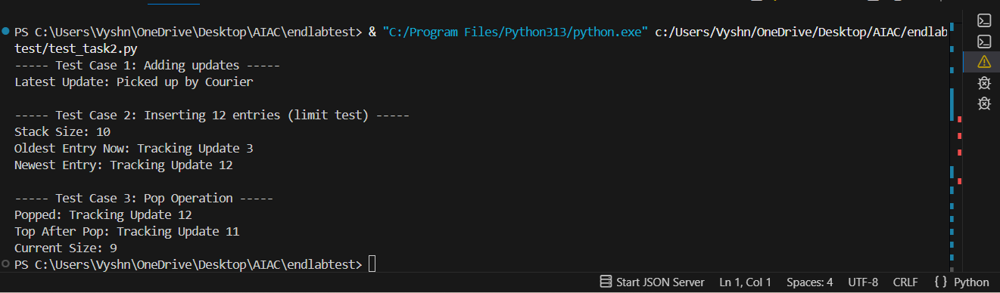 PS C:\Users\Vyshn\OneDrive\Desktop\AIAC\endlabtest> & "C:/Program Files/Python313/python.exe" c:/Users/Vyshn/OneDrive/Desktop/AIAC/endlab
test/test_task2.py
----- Test Case 1: Adding updates -----
Latest Update: Picked up by Courier
----- Test Case 2: Inserting 12 entries (limit test) -----
Stack Size: 10
Oldest Entry Now: Tracking Update 3
Newest Entry: Tracking Update 12
----- Test Case 3: Pop Operation -----
Popped: Tracking Update 12
Top After Pop: Tracking Update 11
Current Size: 9
PS C:\Users\Vyshn\OneDrive\Desktop\AIAC\endlabtest>
Start JSON Server Ln 1, Col 1 Spaces: 4 UTF-8 CRLF { } Python